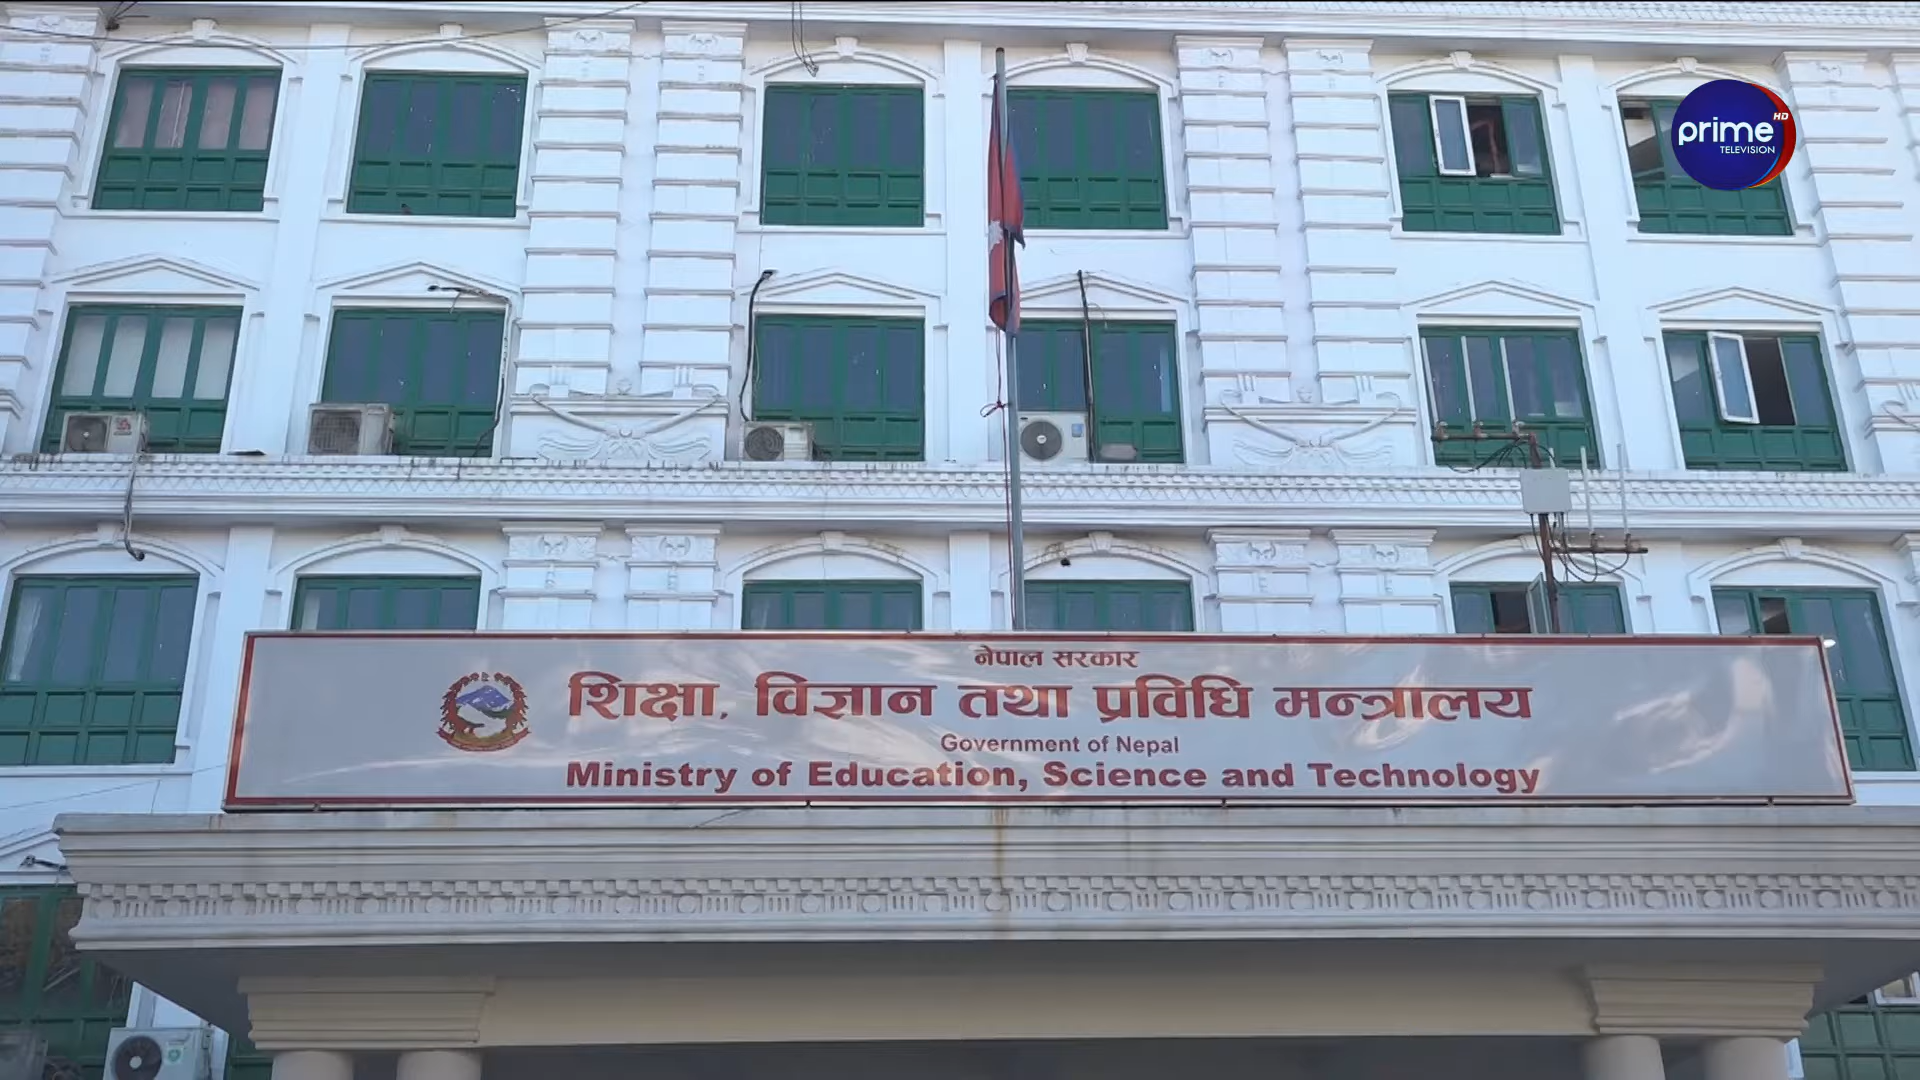 prime HD
TELEVISION
नेपाल सरकार
शिक्षा, विज्ञान तथा प्रविधि मन्त्रालय
Government of Nepal
Ministry of Education, Science and Technology